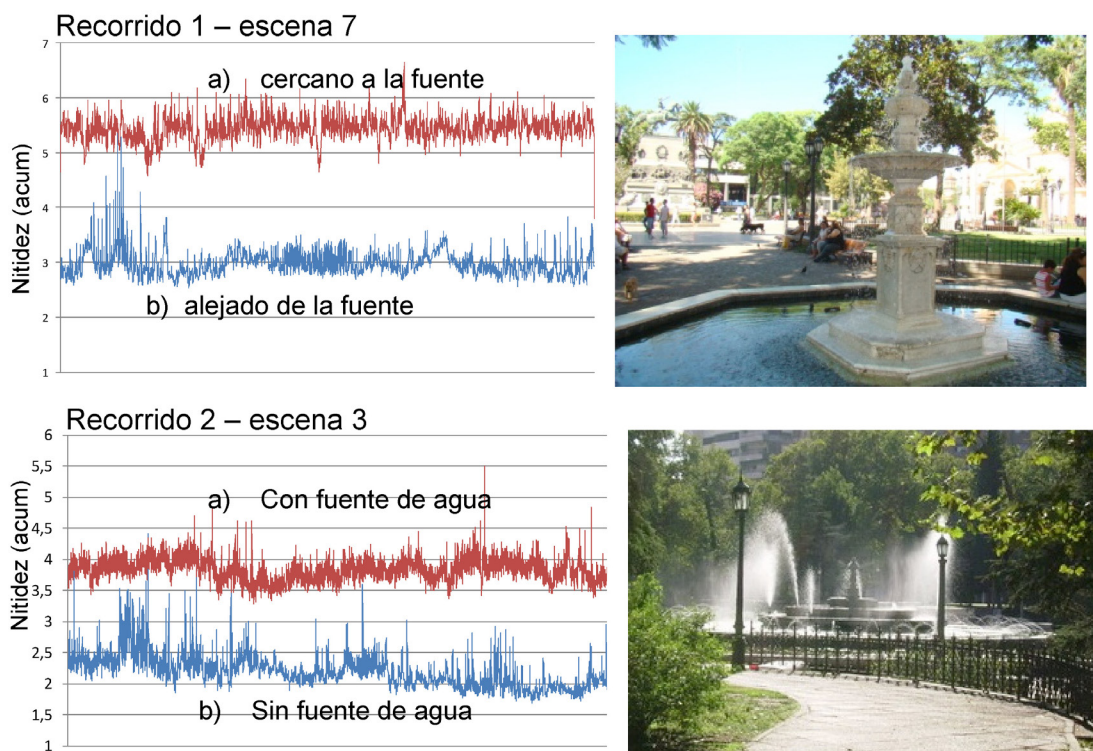 Recorrido 1 – escena 7
7
a) cercano a la fuente
6
5
4
Nitidez (acum)
3
b) alejado de la fuente
2
1
Recorrido 2 – escena 3
6
5,5
a) Con fuente de agua
5
4,5
4
3,5
Nitidez (acum)
3
2,5
2
b) Sin fuente de agua
1,5
1